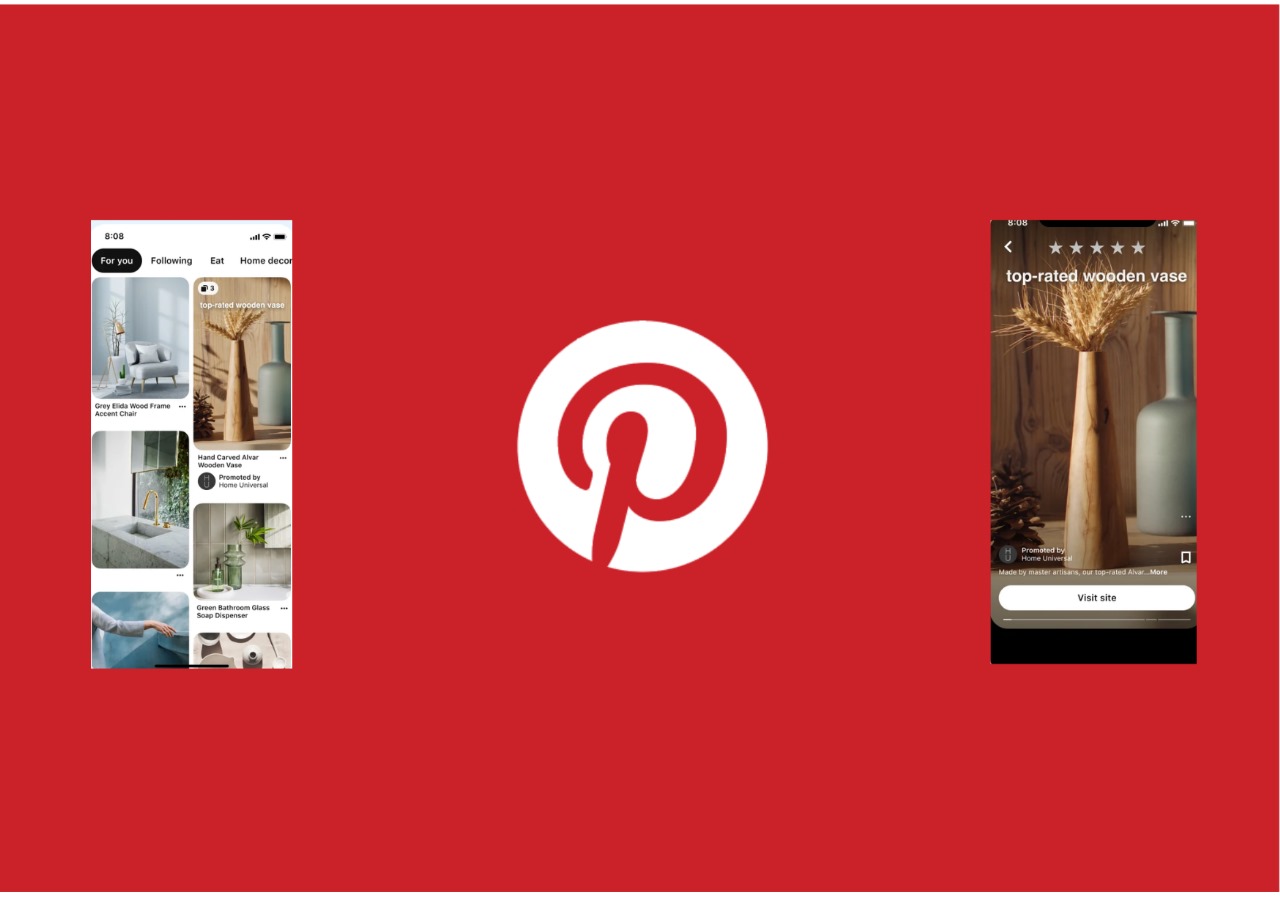 8:08
For you Following Eat Home decor
3
top-rated wooden vase
Grey Elida Wood Frame
Accent Chair
Hand Carved Alvar
Wooden Vase
Promoted by
Home Universal
Green Bathroom Glass
Soap Dispenser
8:08
top-rated wooden vase
Promoted by
Home Universal
Made by master artisans, our top-rated Alvar...More
Visit site